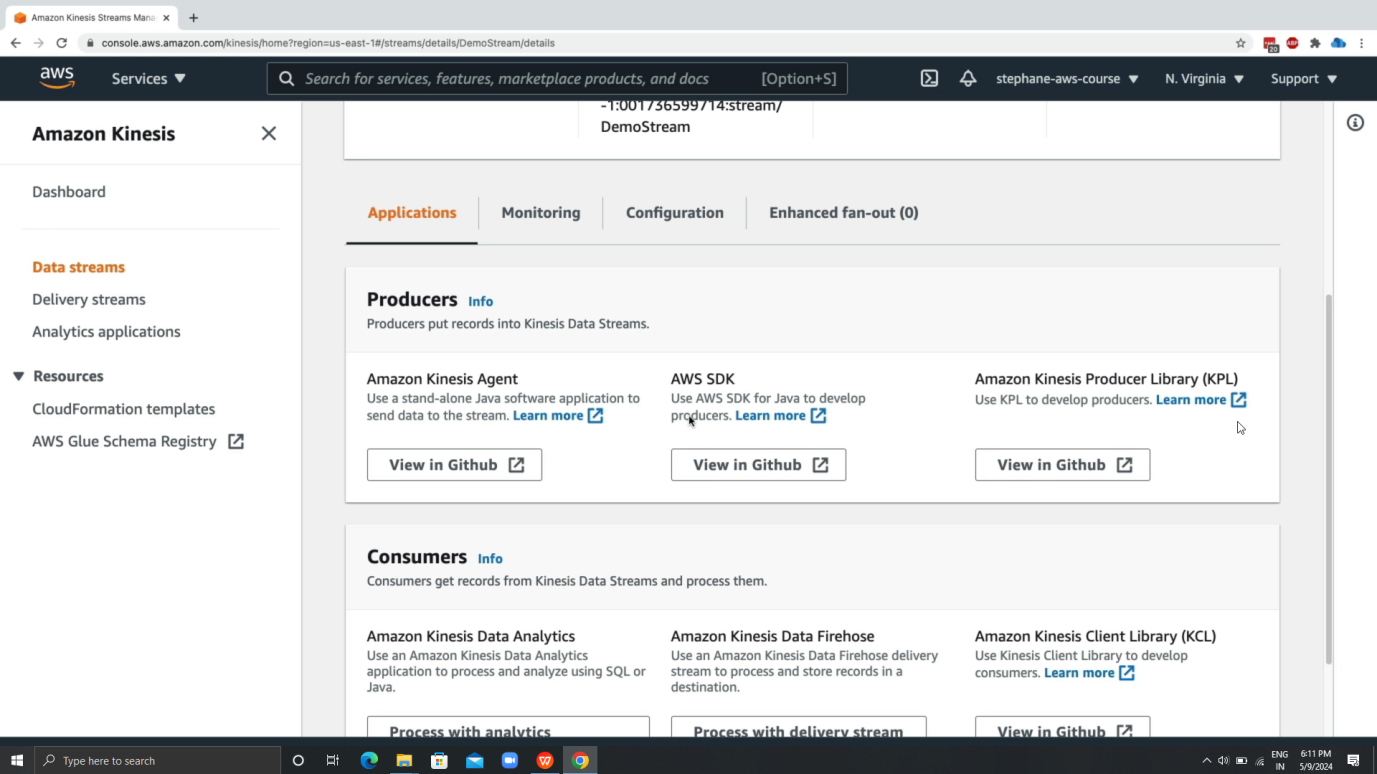 Amazon Kinesis Streams Mana
console.aws.amazon.com/kinesis/home?region=us-east-1#/streams/details/DemoStream/details
20
ABP
aws
Services
Search for services, features, marketplace products, and docs
[Option+S]
stephane-aws-course
N. Virginia
Support
Amazon Kinesis
Dashboard
Data streams
Delivery streams
Analytics applications
Resources
CloudFormation templates
AWS Glue Schema Registry
-1:001736599714:stream/
DemoStream
Applications
Monitoring
Configuration
Enhanced fan-out (0)
Producers Info
Producers put records into Kinesis Data Streams.
Amazon Kinesis Agent
Use a stand-alone Java software application to
send data to the stream. Learn more
View in Github
AWS SDK
Use AWS SDK for Java to develop
producers. Learn more
View in Github
Amazon Kinesis Producer Library (KPL)
Use KPL to develop producers. Learn more
View in Github
Consumers Info
Consumers get records from Kinesis Data Streams and process them.
Amazon Kinesis Data Analytics
Use an Amazon Kinesis Data Analytics
application to process and analyze using SQL or
Java.
Process with analytics
Amazon Kinesis Data Firehose
Use an Amazon Kinesis Data Firehose delivery
stream to process and store records in a
destination.
Process with delivery stream
Amazon Kinesis Client Library (KCL)
Use Kinesis Client Library to develop
consumers. Learn more
View in Github
Type here to search
ENG
IN
6:11 PM
5/9/2024